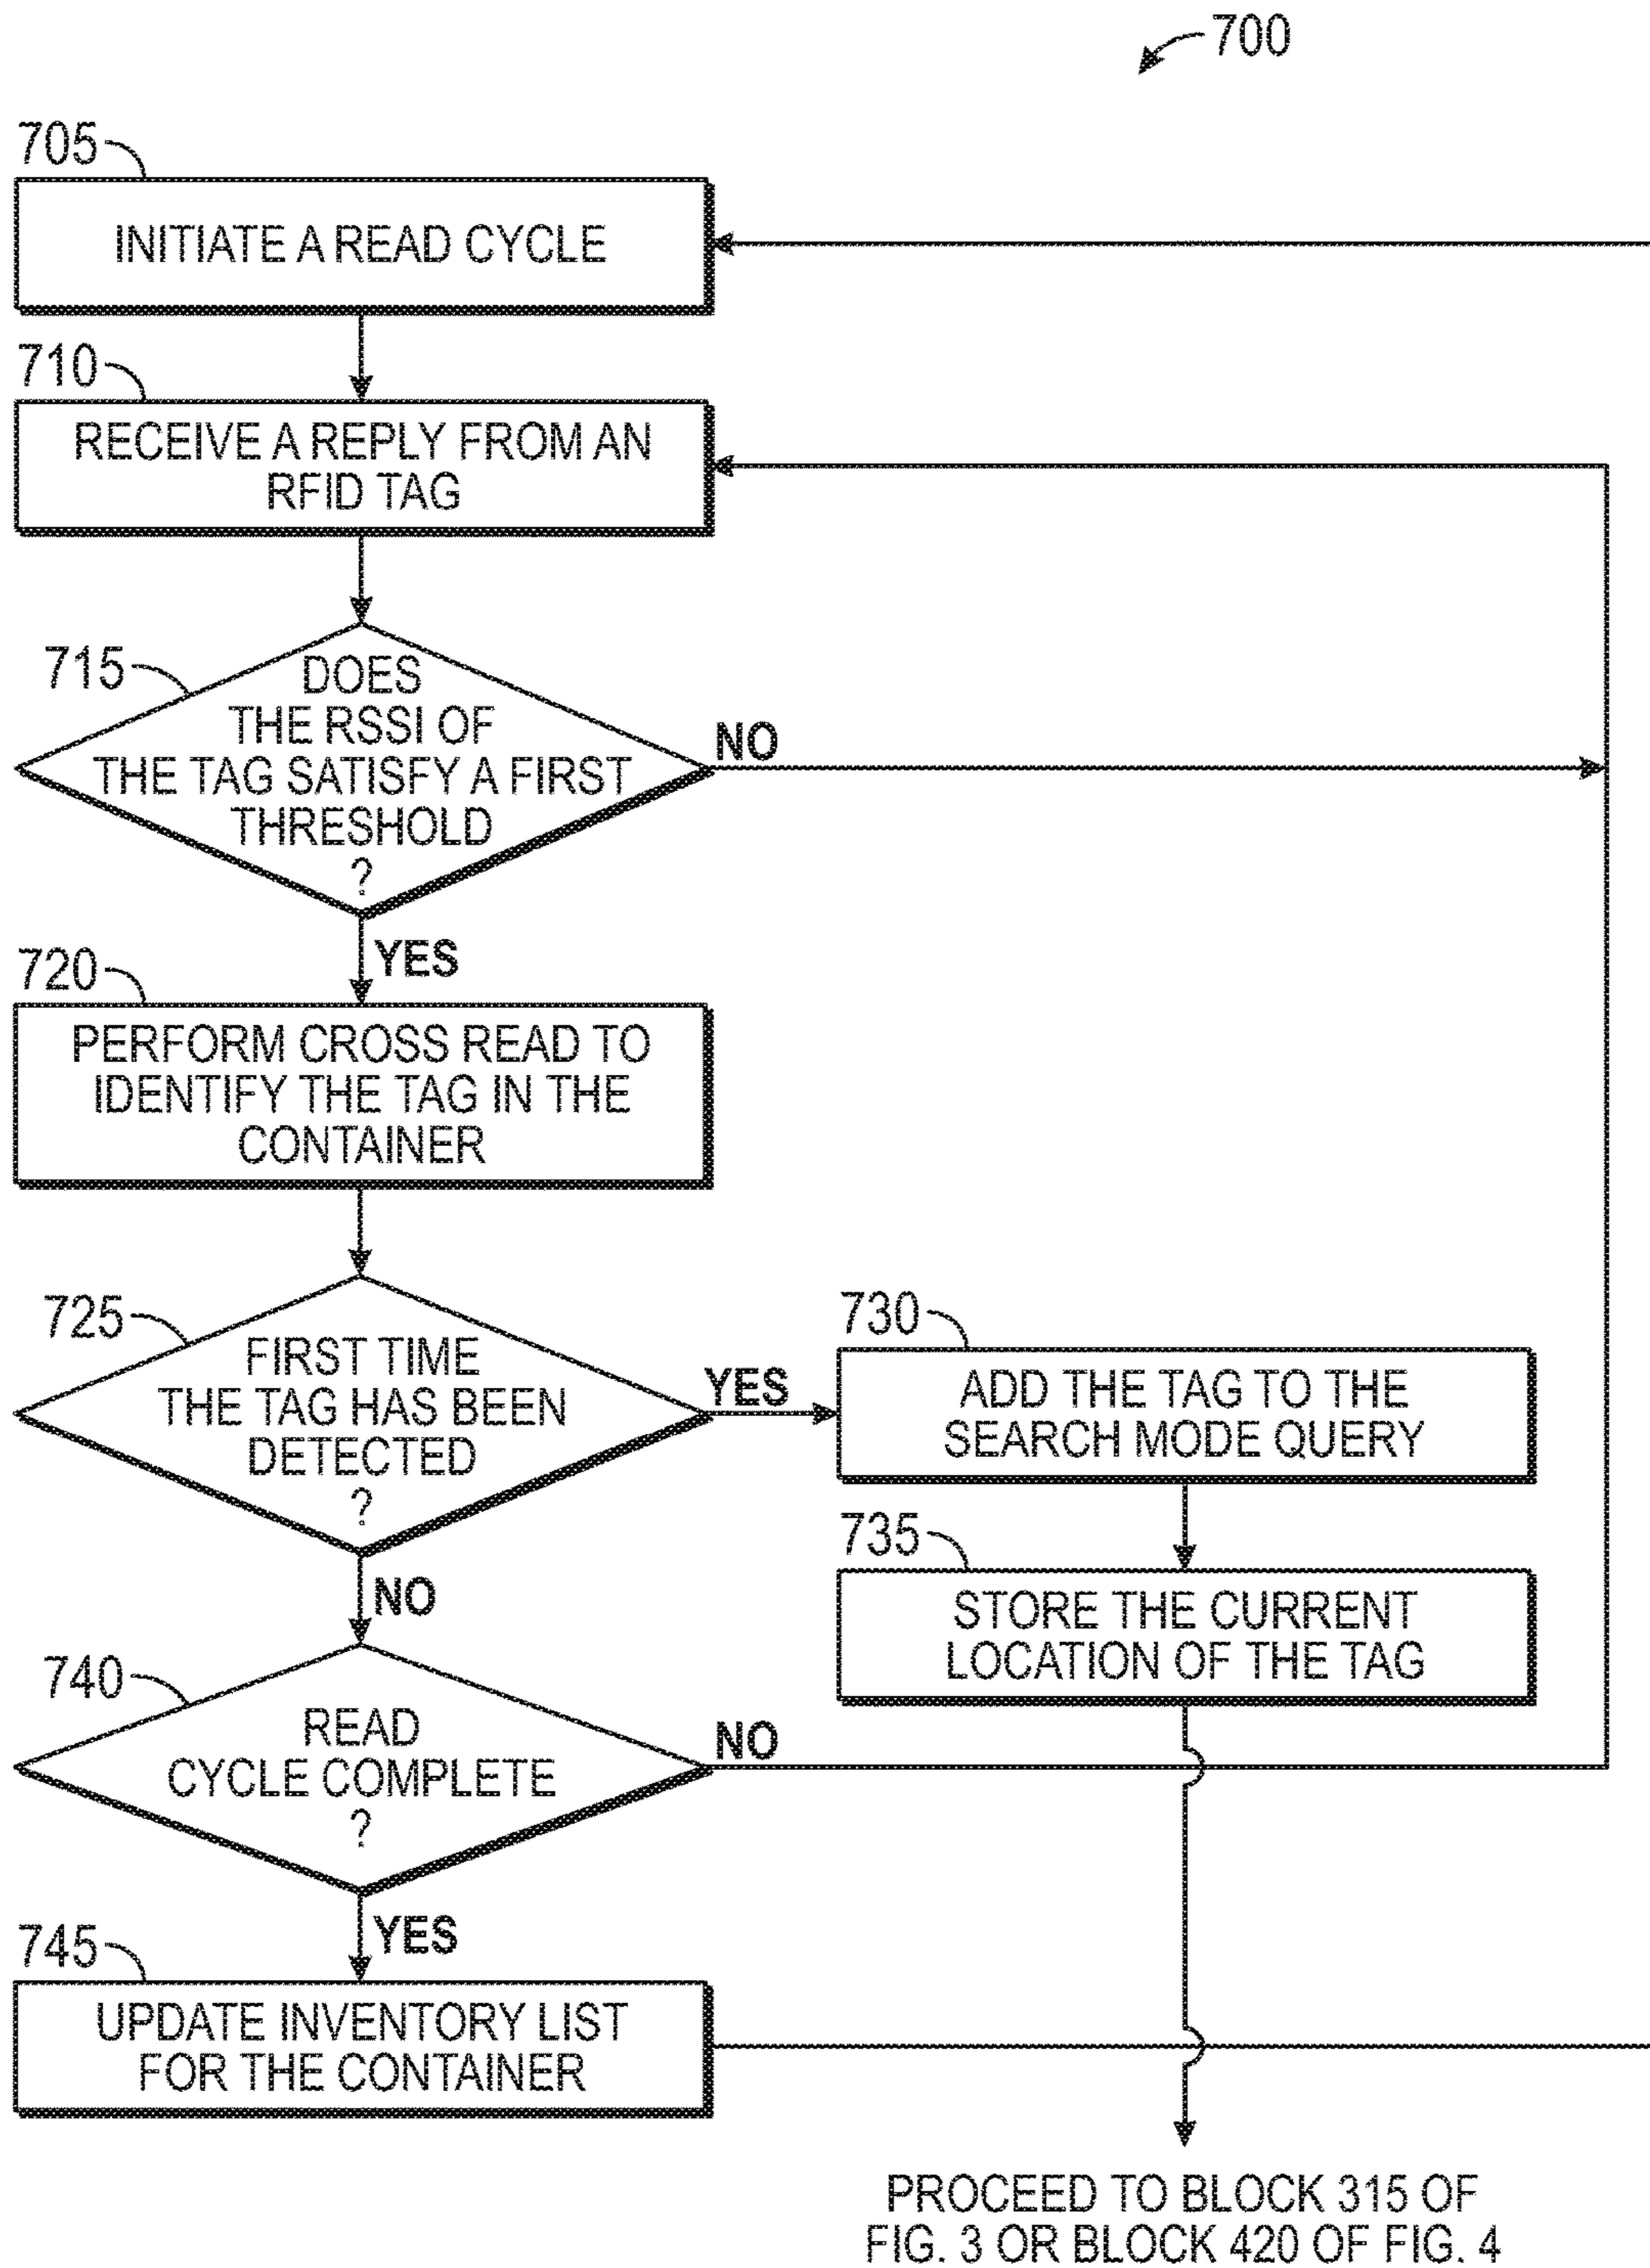 700
705
INITIATE A READ CYCLE
710
RECEIVE A REPLY FROM AN
RFID TAG
715
DOES
THE RSSI OF
THE TAG SATISFY A FIRST
THRESHOLD
?
NO
YES
720
PERFORM CROSS READ TO
IDENTIFY THE TAG IN THE
CONTAINER
725
FIRST TIME
THE TAG HAS BEEN
DETECTED
?
YES
NO
730
ADD THE TAG TO THE
SEARCH MODE QUERY
735
STORE THE CURRENT
LOCATION OF THE TAG
740
READ
CYCLE COMPLETE
?
NO
YES
745
UPDATE INVENTORY LIST
FOR THE CONTAINER
PROCEED TO BLOCK 315 OF
FIG. 3 OR BLOCK 420 OF FIG. 4